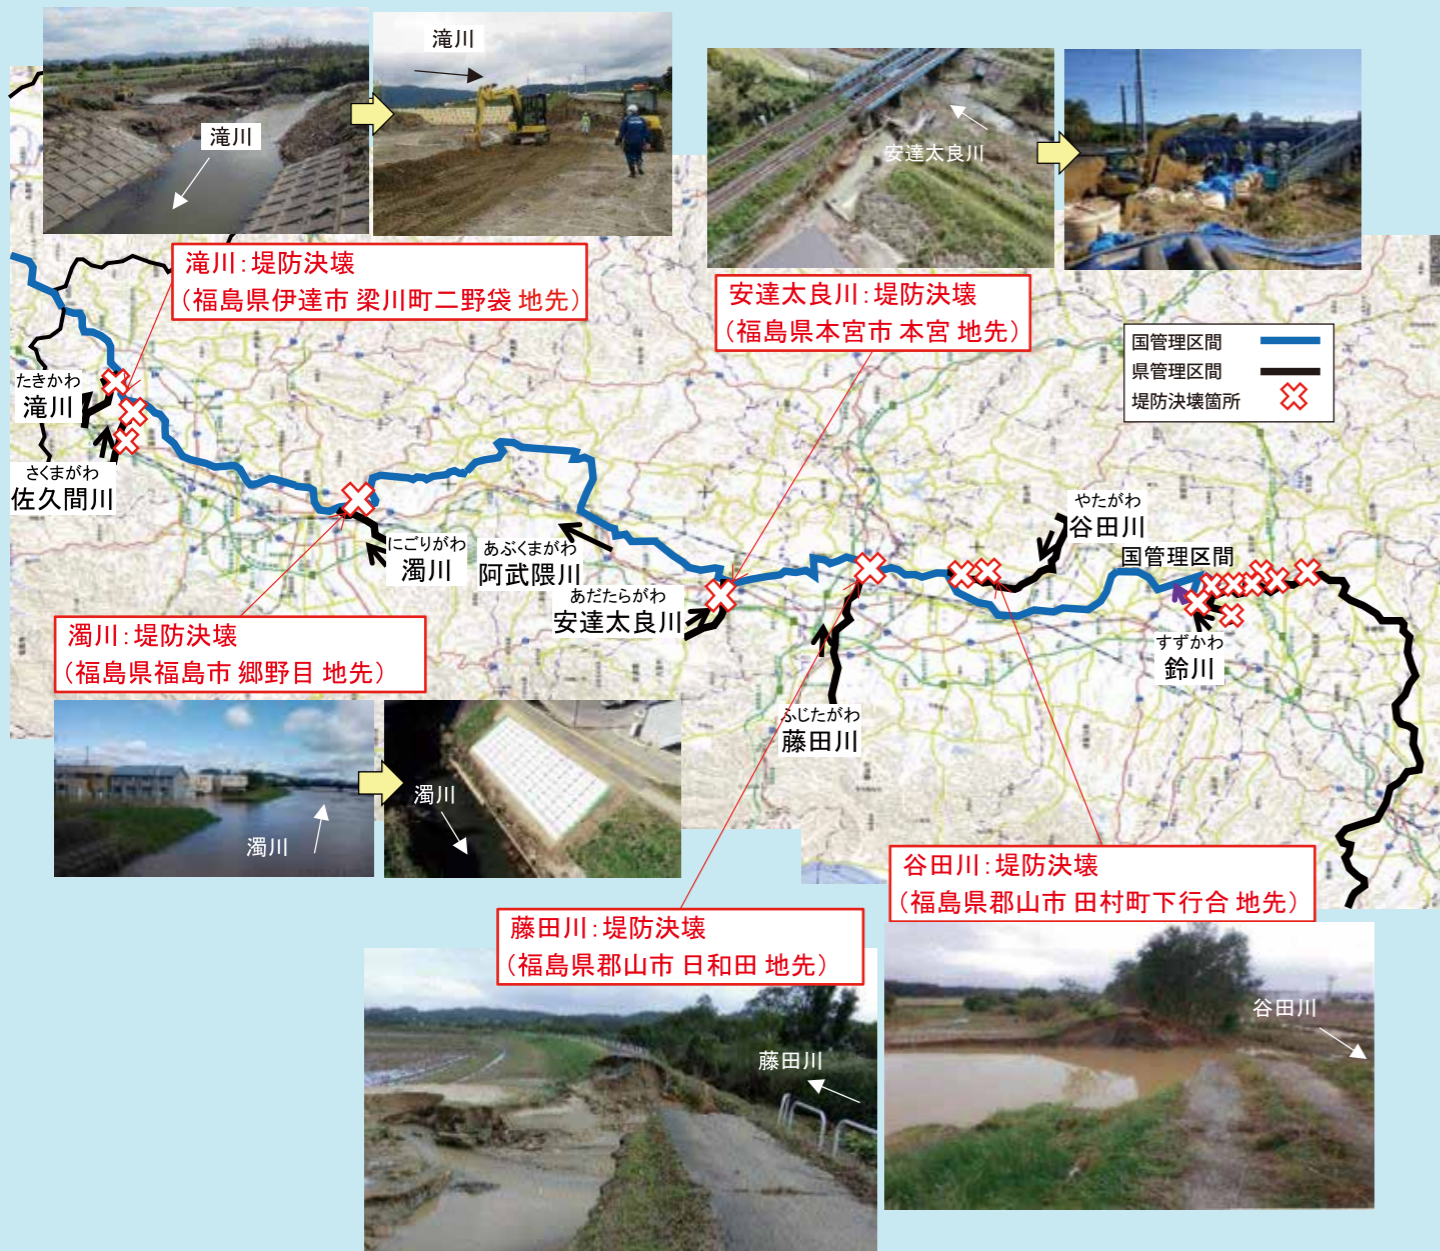 滝川
滝川
安達太良川
滝川：堤防決壊
（福島県伊達市 梁川町二野袋 地先）
安達太良川：堤防決壊
（福島県本宮市 本宮 地先）
国管理区間
県管理区間
堤防決壊箇所
たきかわ
滝川
さくまがわ
佐久間川
にごりがわ
濁川
あぶくまがわ
阿武隈川
あだたらがわ
安達太良川
やたがわ
谷田川
国管理区間
すずかわ
鈴川
ふじたがわ
藤田川
濁川：堤防決壊
（福島県福島市 郷野目 地先）
濁川
濁川
谷田川：堤防決壊
（福島県郡山市 田村町下行合 地先）
藤田川：堤防決壊
（福島県郡山市 日和田 地先）
藤田川
谷田川